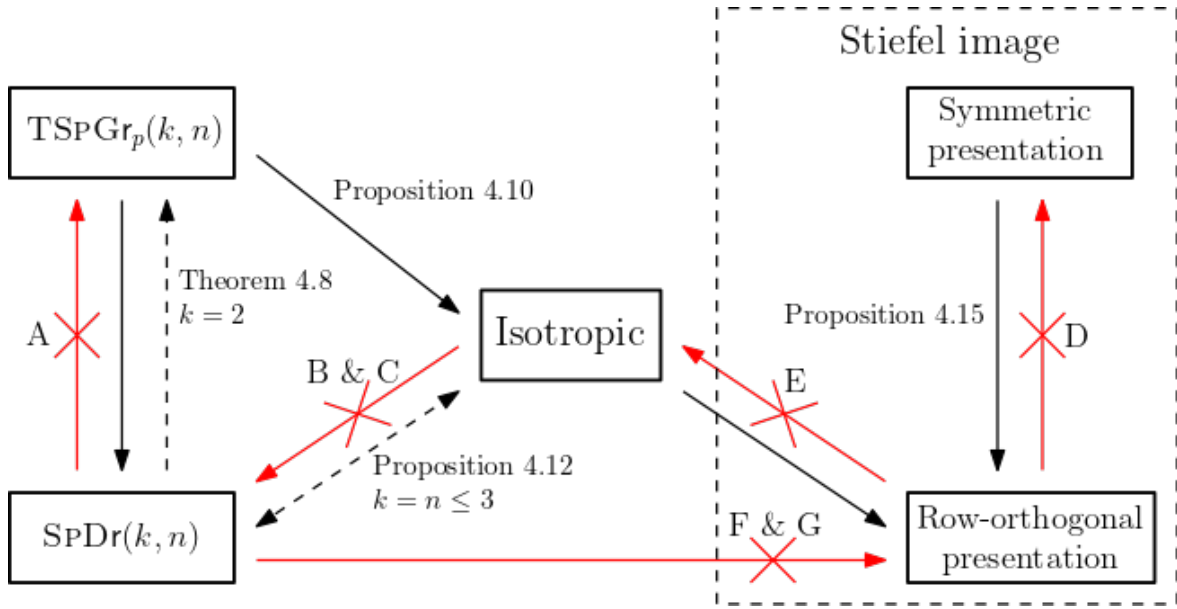 Stiefel image
TSpGr_p(k, n)
Symmetric
presentation
Proposition 4.10
Theorem 4.8
k = 2
A
Isotropic
Proposition 4.15
D
B & C
E
Proposition 4.12
k = n ≤ 3
SpDr(k, n)
F & G
Row-orthogonal
presentation